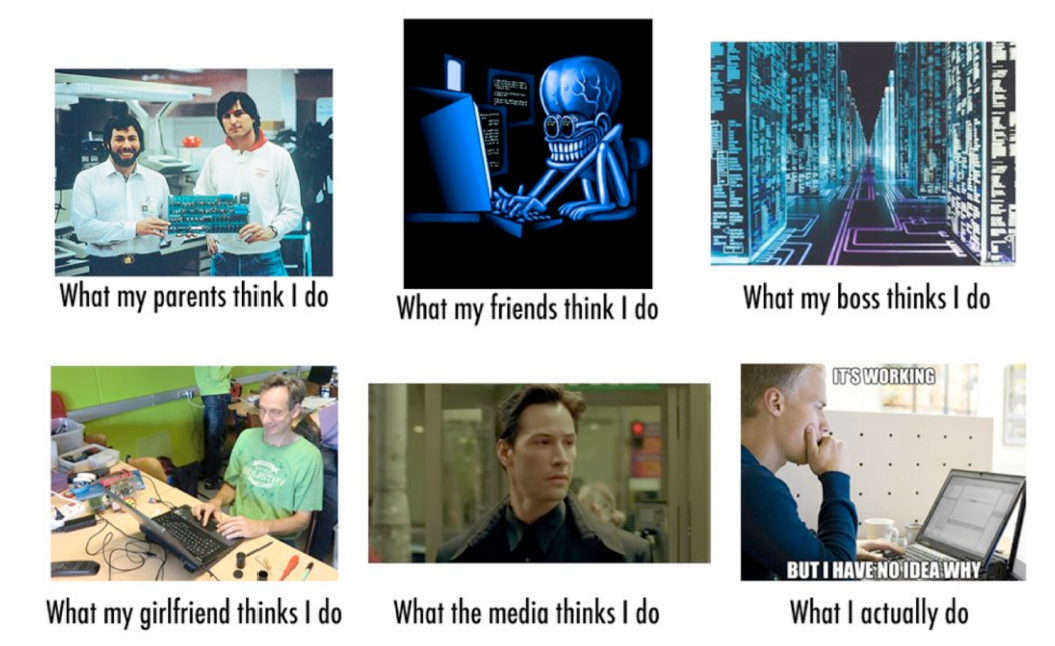 What my parents think I do
What my friends think I do
What my boss thinks I do
What my girlfriend thinks I do
What the media thinks I do
IT'S WORKING
BUT I HAVE NO IDEA WHY
What I actually do